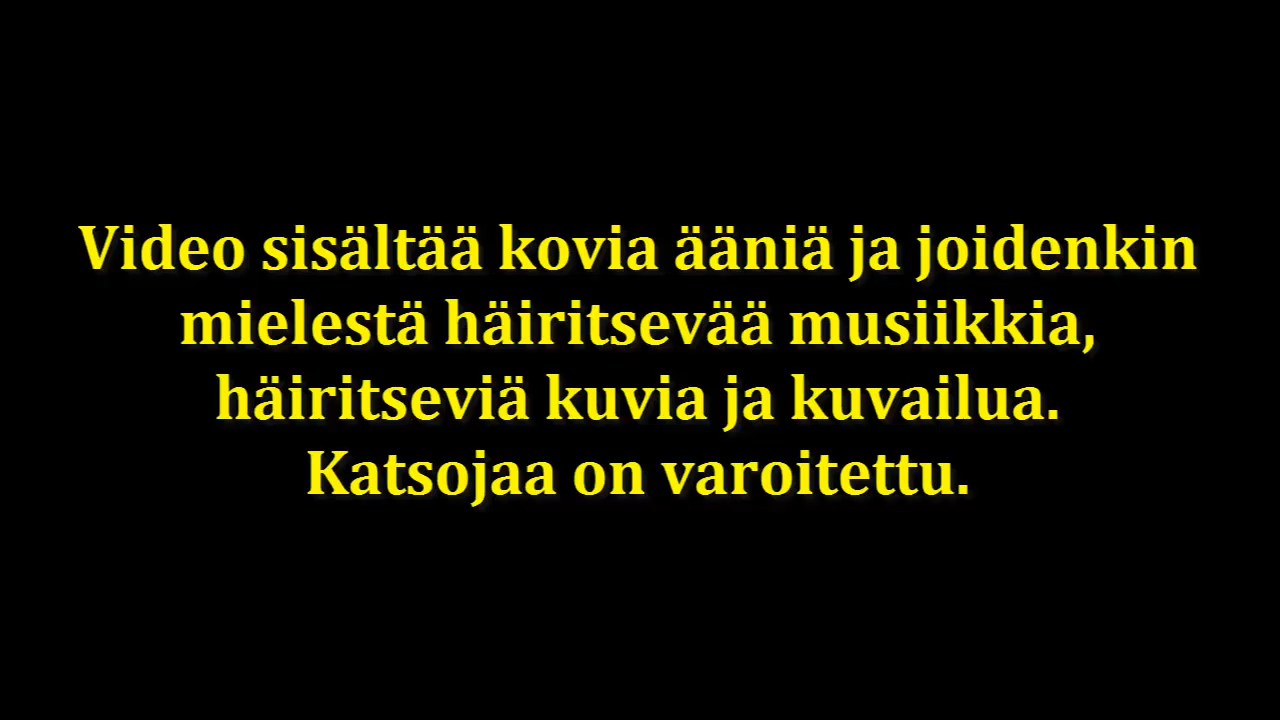 Video sisältää kovia ääniä ja joidenkin
mielestä häiritsevää musiikkia,
häiritseviä kuvia ja kuvailua.
Katsojaa on varoitettu.